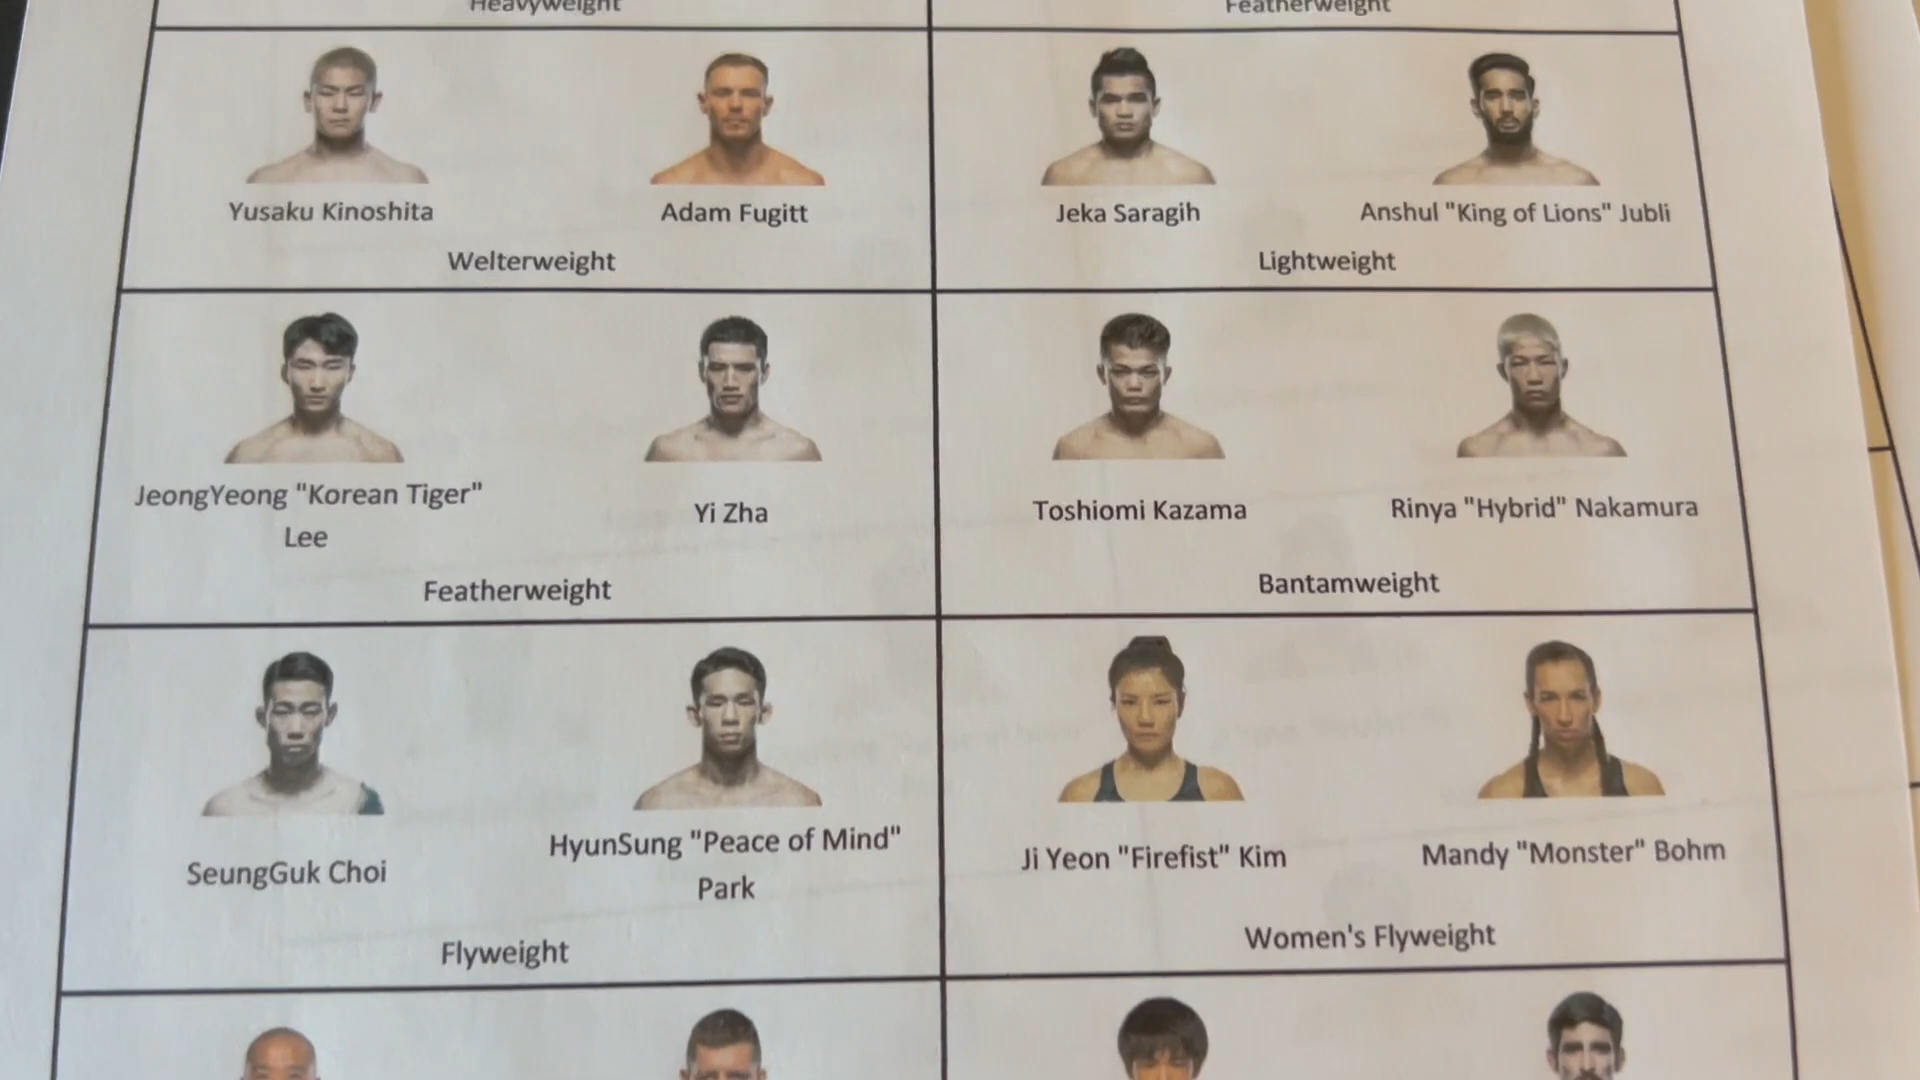 Heavyweight
Featherweight
Yusaku Kinoshita
Adam Fugitt
Welterweight
Jeka Saragih
Anshul "King of Lions" Jubli
Lightweight
JeongYeong "Korean Tiger"
Lee
Yi Zha
Featherweight
Toshiomi Kazama
Rinya "Hybrid" Nakamura
Bantamweight
SeungGuk Choi
HyunSung "Peace of Mind"
Park
Flyweight
Ji Yeon "Firefist" Kim
Mandy "Monster" Bohm
Women's Flyweight